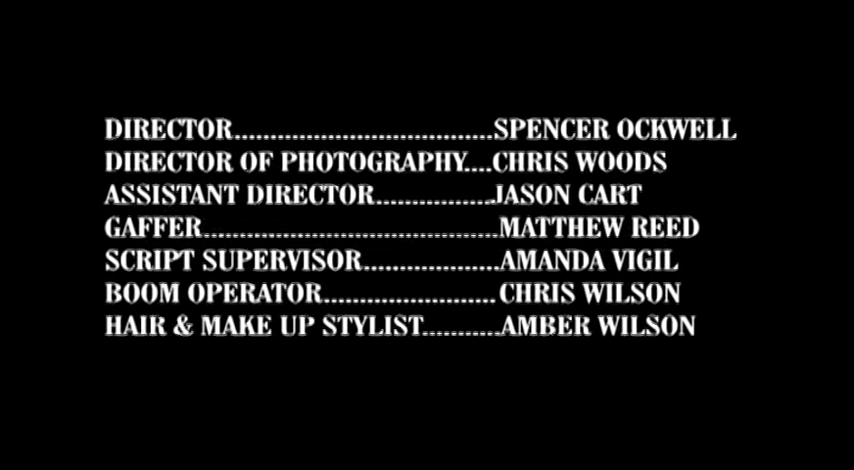 DIRECTOR....................................SPENCER OCKWELL
DIRECTOR OF PHOTOGRAPHY....CHRIS WOODS
ASSISTANT DIRECTOR................JASON CART
GAFFER.........................................MATTHEW REED
SCRIPT SUPERVISOR...................AMANDA VIGIL
BOOM OPERATOR........................CHRIS WILSON
HAIR & MAKE UP STYLIST...........AMBER WILSON